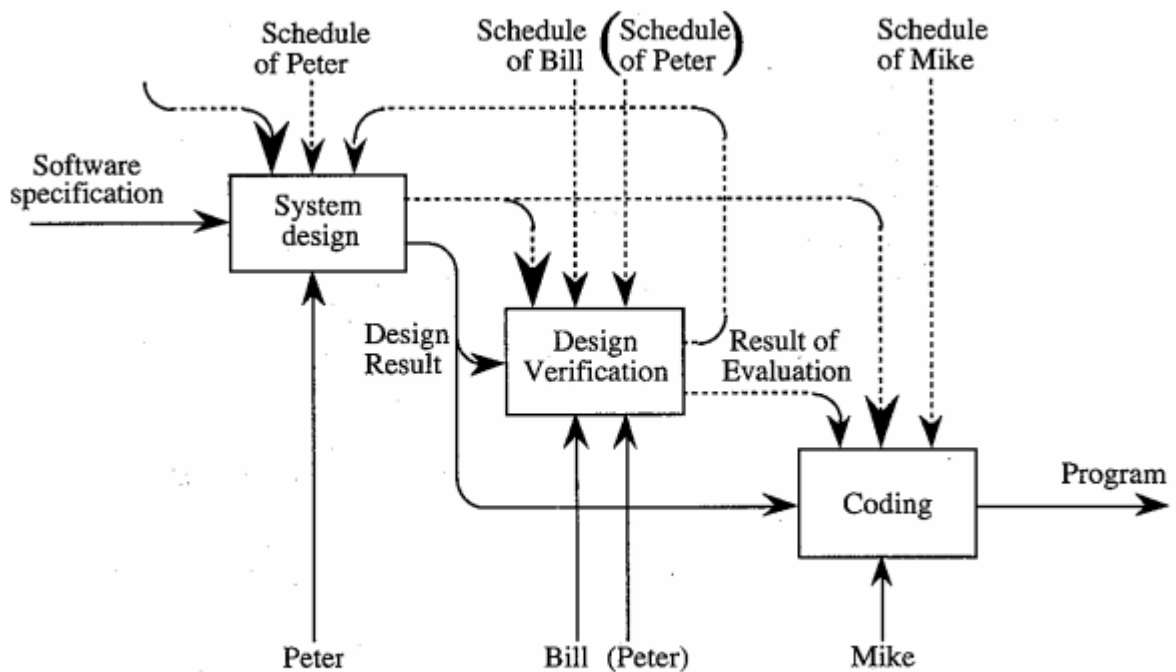 Schedule
of Peter
Schedule
of Bill
(Schedule
of Peter)
Schedule
of Mike
Software
specification
System
design
Design
Result
Design
Verification
Result of
Evaluation
Coding
Program
Peter
Bill
(Peter)
Mike